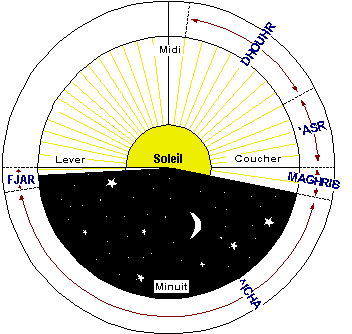 Midi
DHOUHR
'ASR
Lever
Soleil
Coucher
FJAR
MAGHRIB
Minuit
'ICHA